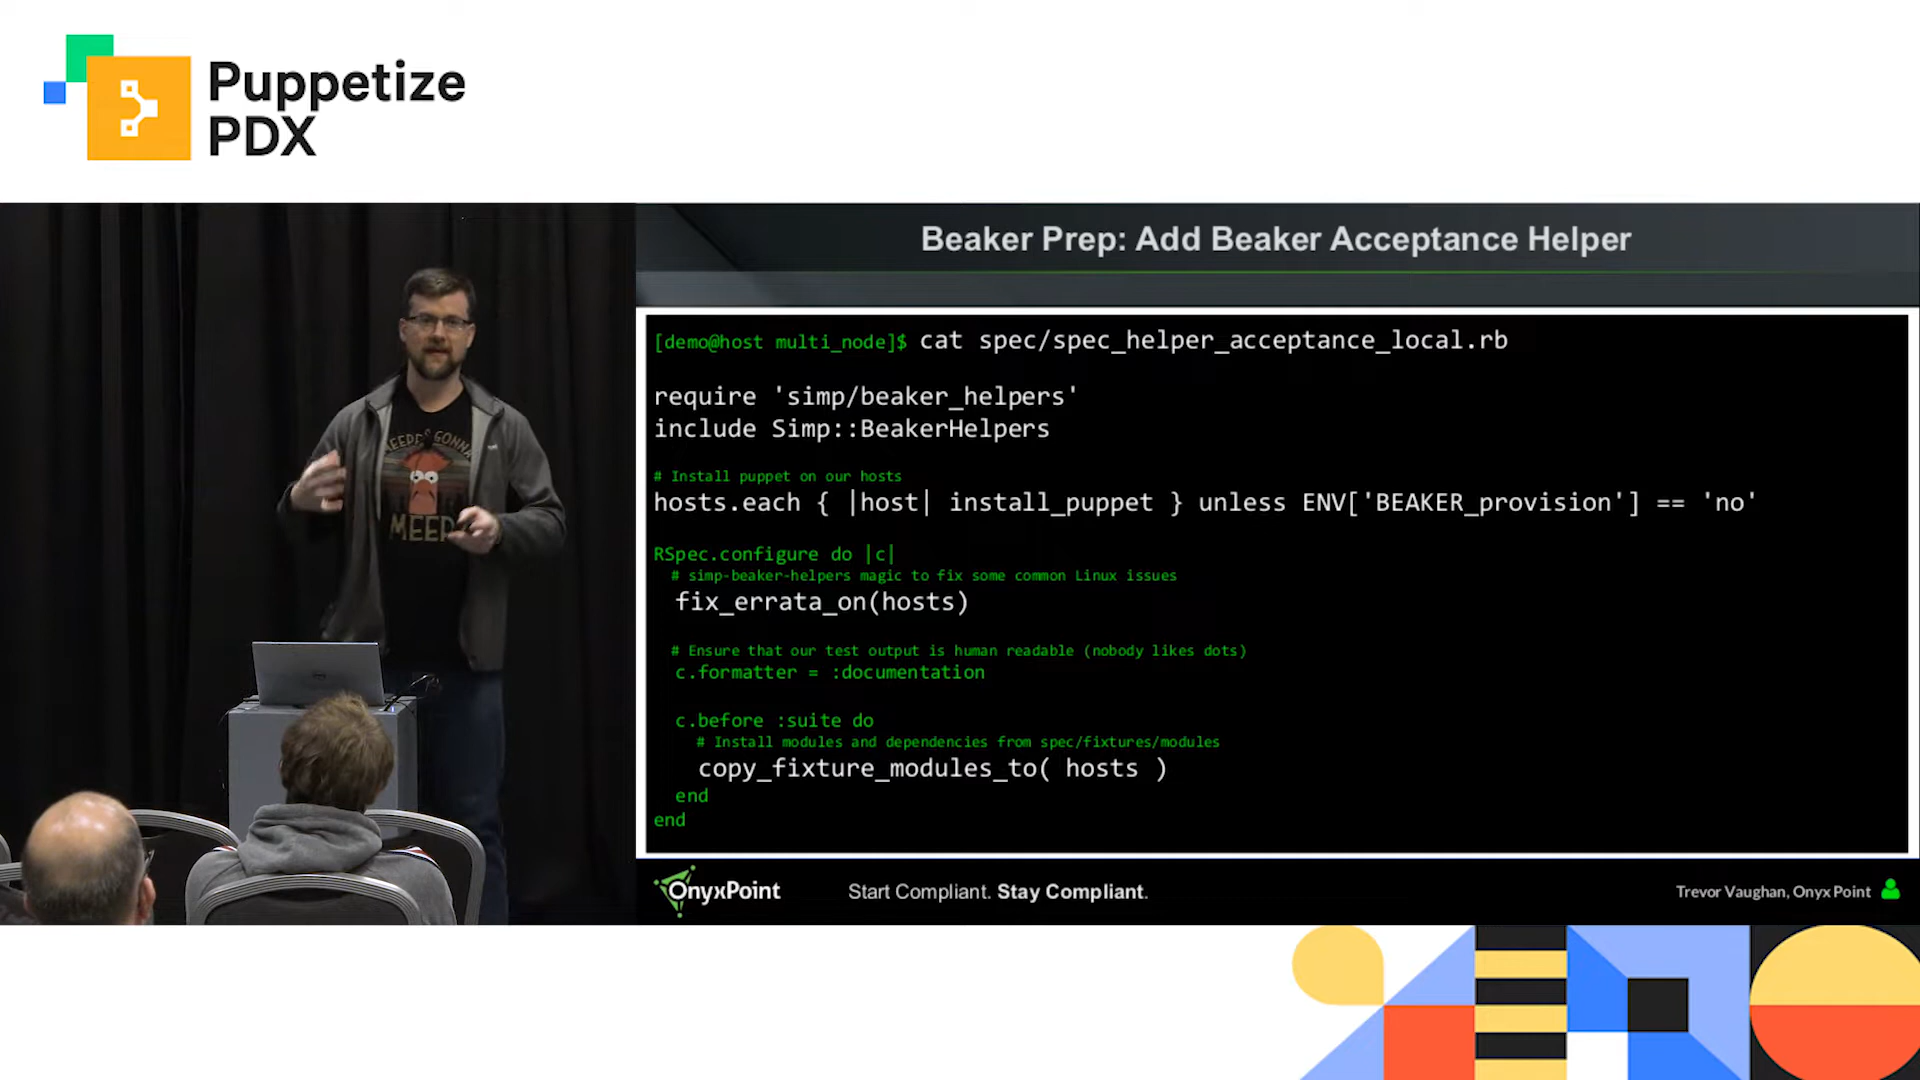 Puppetize
PDX
Beaker Prep: Add Beaker Acceptance Helper
[demo@host multi_node]$ cat spec/spec_helper_acceptance_local.rb
require 'simp/beaker_helpers'
include Simp::BeakerHelpers
# Install puppet on our hosts
hosts.each { |host| install_puppet } unless ENV['BEAKER_provision'] == 'no'
RSpec.configure do |c|
# simp-beaker-helpers magic to fix some common Linux issues
fix_errata_on(hosts)
# Ensure that our test output is human readable (nobody likes dots)
c.formatter = :documentation
c.before :suite do
# Install modules and dependencies from spec/fixtures/modules
copy_fixture_modules_to( hosts )
end
end
OnyxPoint
Start Compliant. Stay Compliant.
Trevor Vaughan, Onyx Point
GONNA
MEEP